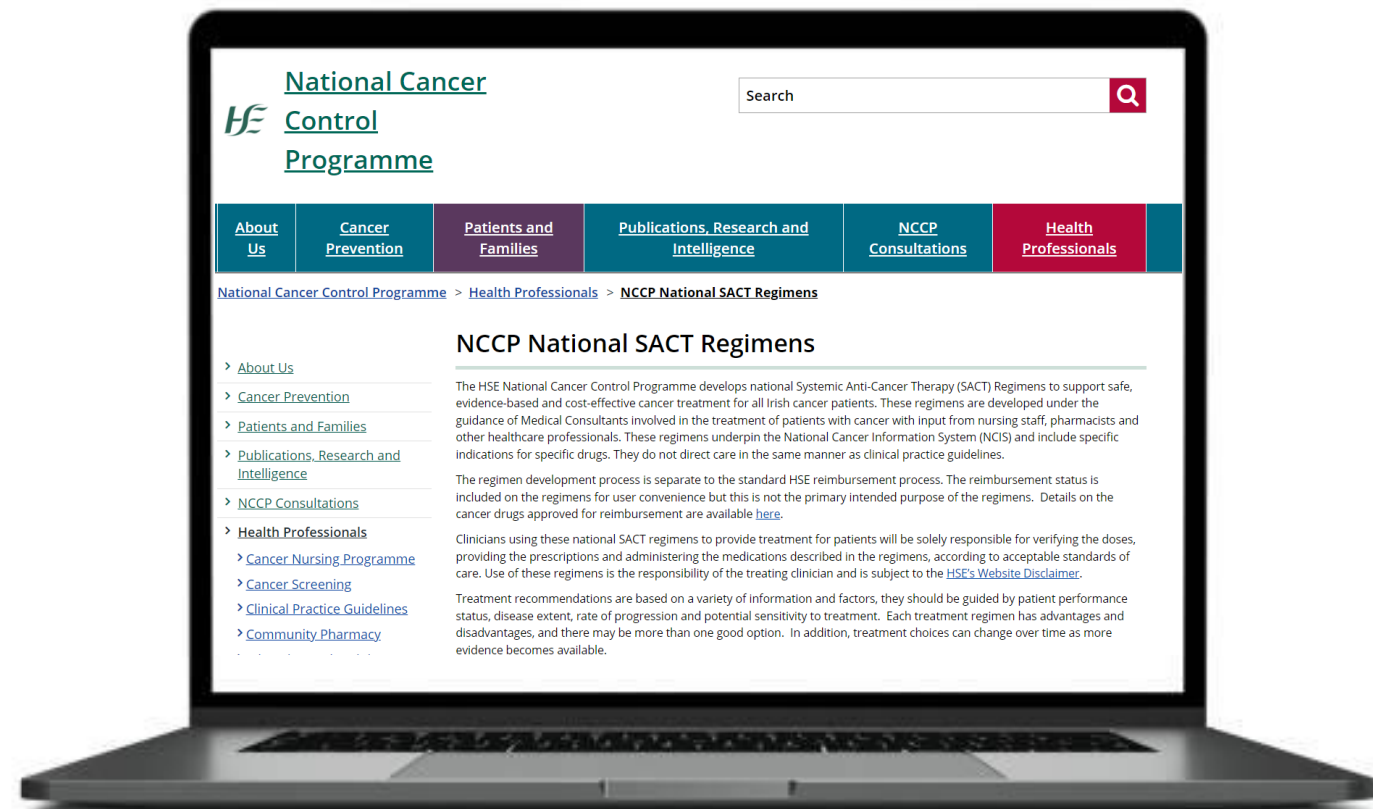 National Cancer
Control
Programme
HE
Search
About
Us
Cancer
Prevention
Patients and
Families
Publications, Research and
Intelligence
NCCP
Consultations
Health
Professionals
National Cancer Control Programme > Health Professionals > NCCP National SACT Regimens
> About Us
> Cancer Prevention
> Patients and Families
> Publications, Research and
Intelligence
> NCCP Consultations
> Health Professionals
> Cancer Nursing Programme
> Cancer Screening
> Clinical Practice Guidelines
> Community Pharmacy
NCCP National SACT Regimens
The HSE National Cancer Control Programme develops national Systemic Anti-Cancer Therapy (SACT) Regimens to support safe,
evidence-based and cost-effective cancer treatment for all Irish cancer patients. These regimens are developed under the
guidance of Medical Consultants involved in the treatment of patients with cancer with input from nursing staff, pharmacists and
other healthcare professionals. These regimens underpin the National Cancer Information System (NCIS) and include specific
indications for specific drugs. They do not direct care in the same manner as clinical practice guidelines.
The regimen development process is separate to the standard HSE reimbursement process. The reimbursement status is
included on the regimens for user convenience but this is not the primary intended purpose of the regimens. Details on the
cancer drugs approved for reimbursement are available here.
Clinicians using these national SACT regimens to provide treatment for patients will be solely responsible for verifying the doses,
providing the prescriptions and administering the medications described in the regimens, according to acceptable standards of
care. Use of these regimens is the responsibility of the treating clinician and is subject to the HSE's Website Disclaimer.
Treatment recommendations are based on a variety of information and factors, they should be guided by patient performance
status, disease extent, rate of progression and potential sensitivity to treatment. Each treatment regimen has advantages and
disadvantages, and there may be more than one good option. In addition, treatment choices can change over time as more
evidence becomes available.